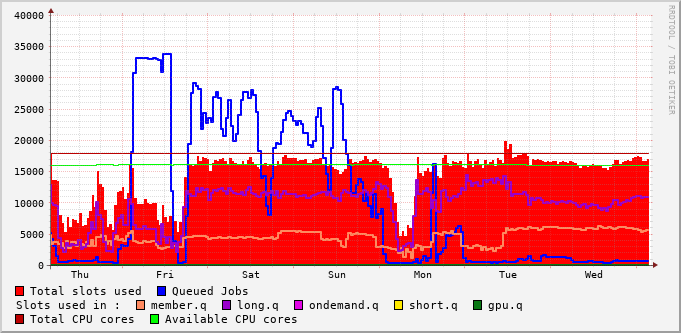 40000
35000
30000
25000
20000
15000
10000
5000
0
Thu Fri Sat Sun Mon Tue Wed
RRDTOOL / TOBI OETIKER
Total slots used Queued Jobs
Slots used in : member.q long.q ondemand.q short.q gpu.q
Total CPU cores Available CPU cores